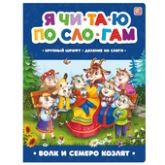 Я ЧИ·ТА·Ю
ПО СЛО·ГАМ
• КРУПНЫЙ ШРИФТ • ДЕЛЕНИЕ НА СЛОГИ •
ВОЛК И СЕМЕРО КОЗЛЯТ